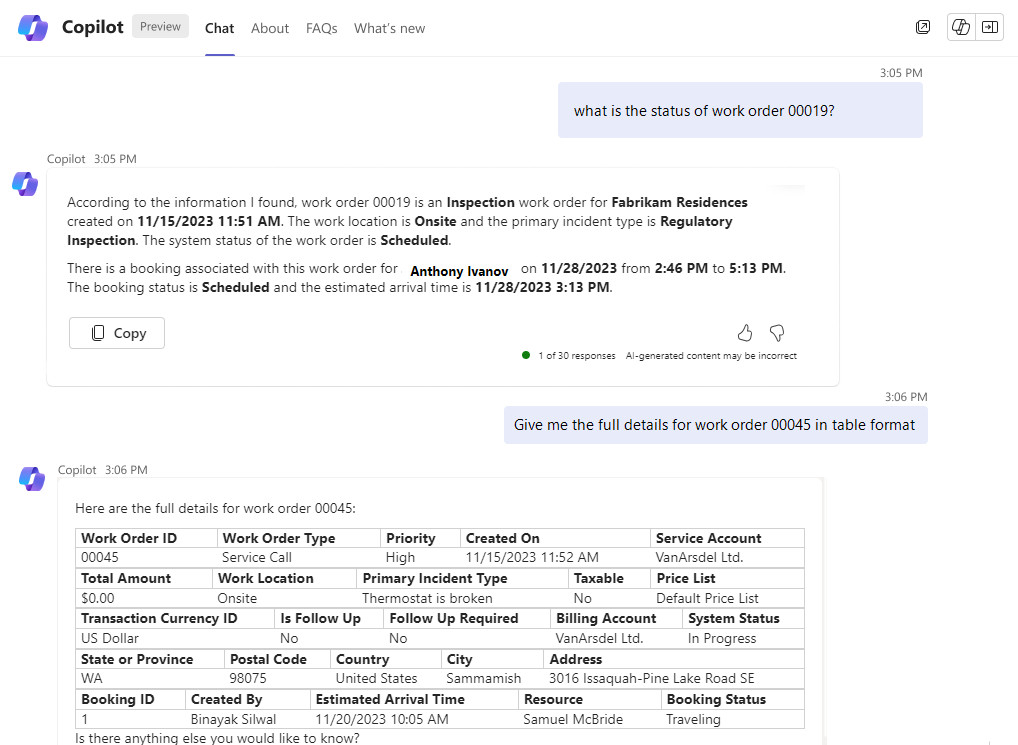 Copilot Preview Chat About FAQs What's new
3:05 PM
what is the status of work order 00019?
Copilot 3:05 PM
According to the information I found, work order 00019 is an Inspection work order for Fabrikam Residences
created on 11/15/2023 11:51 AM. The work location is Onsite and the primary incident type is Regulatory
Inspection. The system status of the work order is Scheduled.
There is a booking associated with this work order for Anthony Ivanov on 11/28/2023 from 2:46 PM to 5:13 PM.
The booking status is Scheduled and the estimated arrival time is 11/28/2023 3:13 PM.
Copy
1 of 30 responses AI-generated content may be incorrect
3:06 PM
Give me the full details for work order 00045 in table format
Copilot 3:06 PM
Here are the full details for work order 00045:
Work Order ID Work Order Type Priority Created On Service Account
00045 Service Call High 11/15/2023 11:52 AM VanArsdel Ltd.
Total Amount Work Location Primary Incident Type Taxable Price List
$0.00 Onsite Thermostat is broken No Default Price List
Transaction Currency ID Is Follow Up Follow Up Required Billing Account System Status
US Dollar No No VanArsdel Ltd. In Progress
State or Province Postal Code Country City Address
WA 98075 United States Sammamish 3016 Issaquah-Pine Lake Road SE
Booking ID Created By Estimated Arrival Time Resource Booking Status
1 Binayak Silwal 11/20/2023 10:05 AM Samuel McBride Traveling
Is there anything else you would like to know?